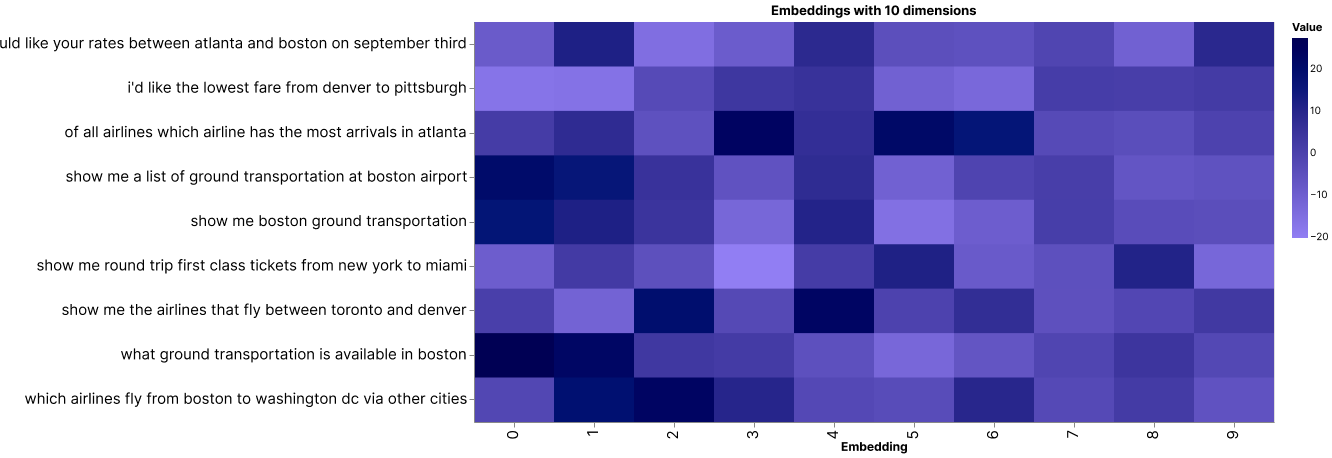 Embeddings with 10 dimensions
like your rates between atlanta and boston on september third
i'd like the lowest fare from denver to pittsburgh
of all airlines which airline has the most arrivals in atlanta
show me a list of ground transportation at boston airport
show me boston ground transportation
show me round trip first class tickets from new york to miami
show me the airlines that fly between toronto and denver
what ground transportation is available in boston
which airlines fly from boston to washington dc via other cities
0 1 2 3 4 5 6 7 8 9
Embedding
Value
20
10
0
−10
−20